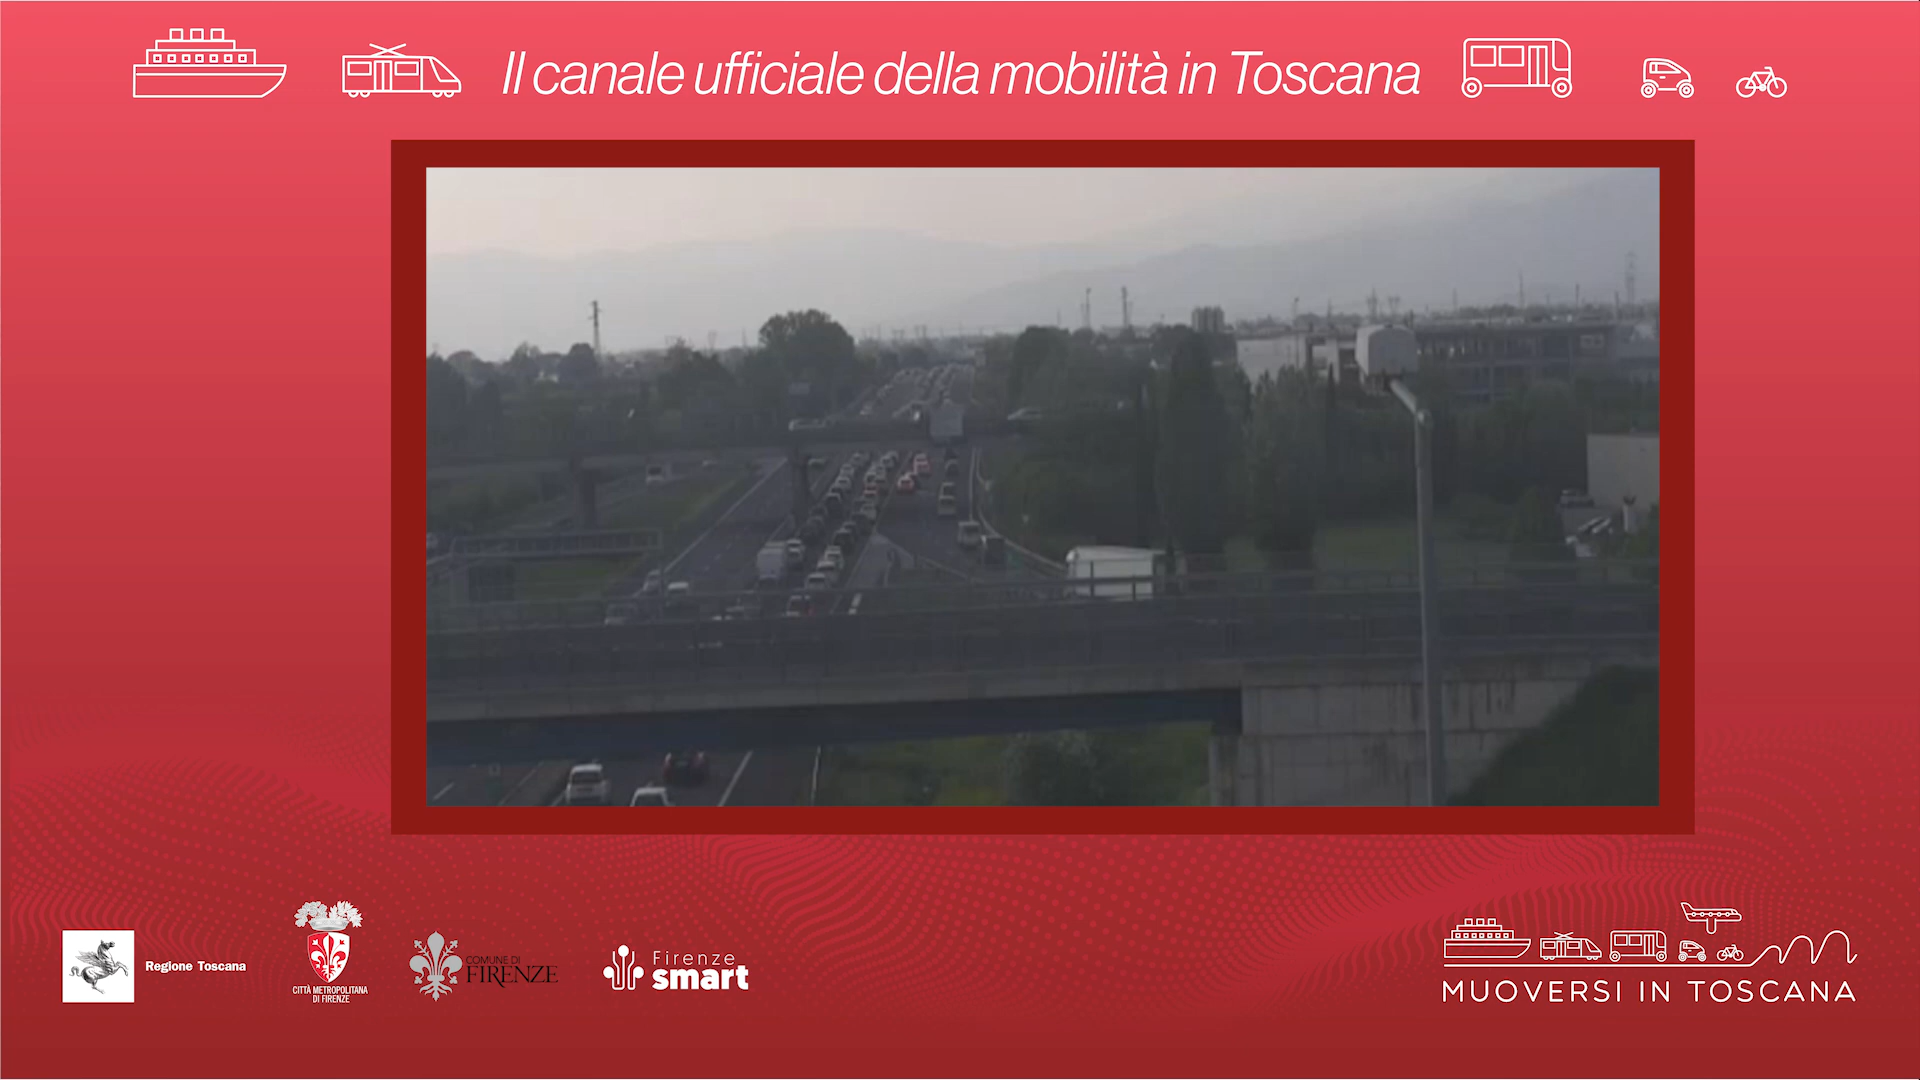 Il canale ufficiale della mobilità in Toscana
Regione Toscana
CITTÀ METROPOLITANA
DI FIRENZE
COMUNE DI
FIRENZE
Firenze
smart
MUOVERSI IN TOSCANA